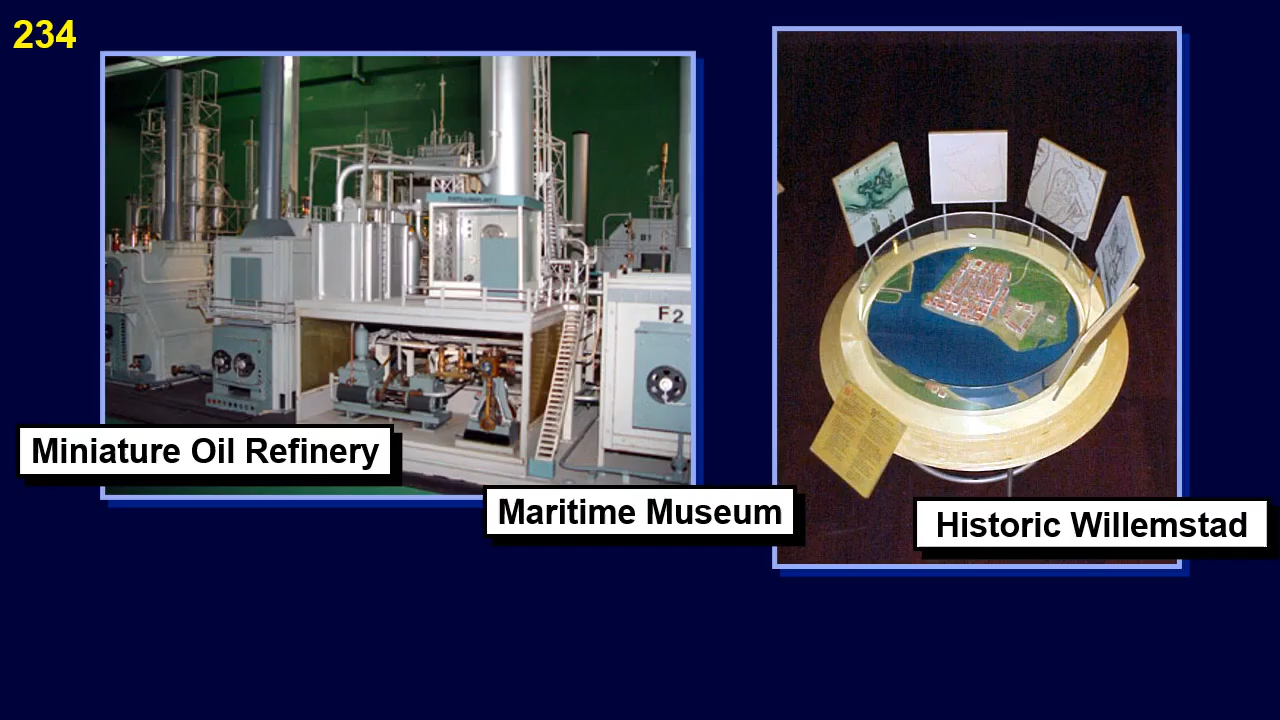 234
F2
Miniature Oil Refinery
Maritime Museum
Historic Willemstad